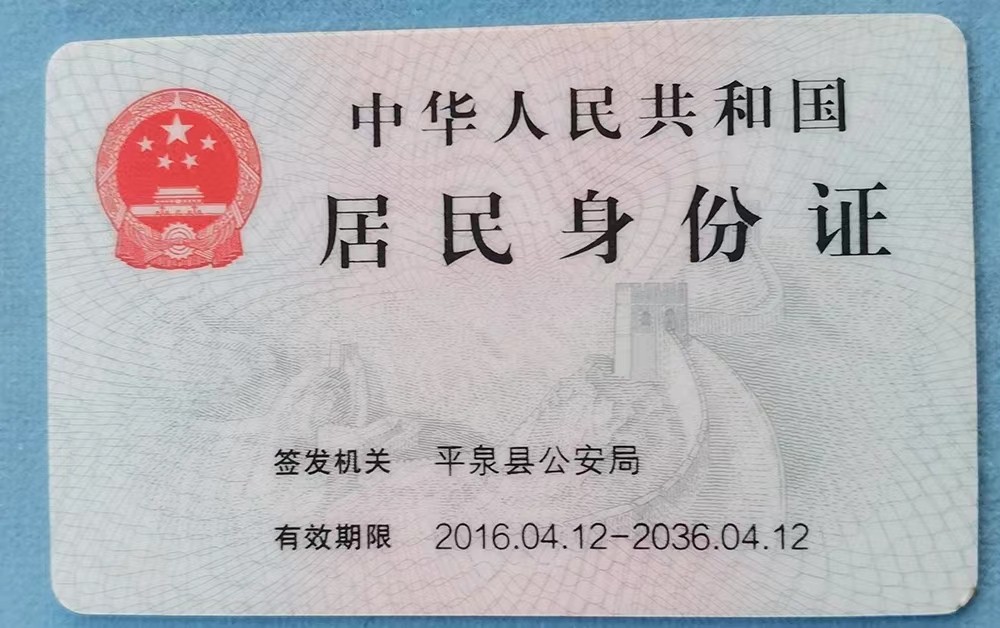 中华人民共和国
居民身份证
签发机关 平泉县公安局
有效期限 2016.04.12-2036.04.12